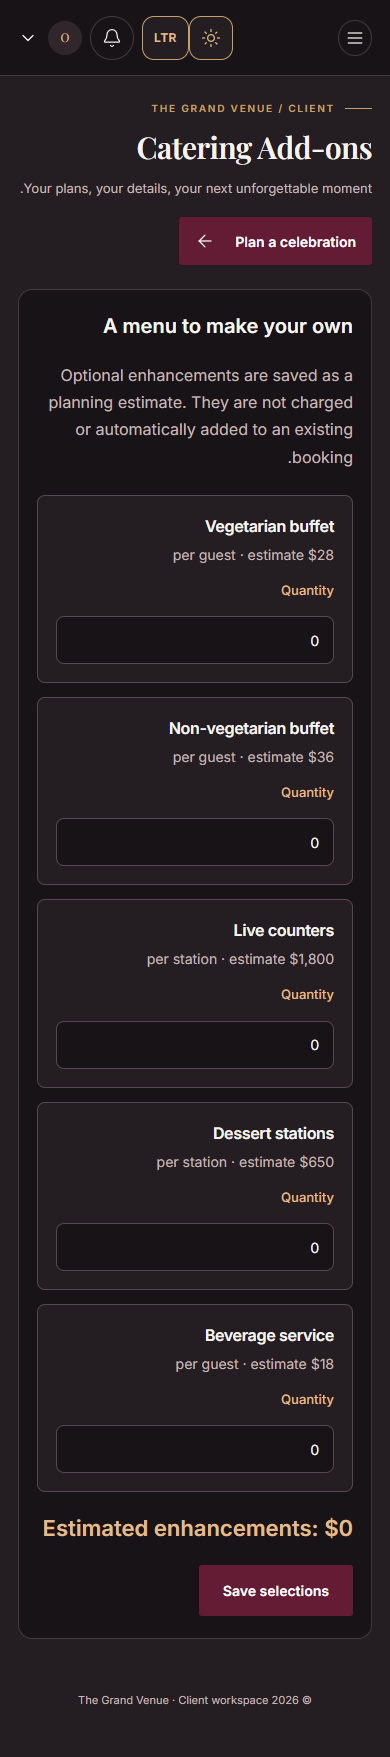 O
LTR
THE GRAND VENUE / CLIENT
Catering Add-ons
.Your plans, your details, your next unforgettable moment
Plan a celebration
A menu to make your own
Optional enhancements are saved as a
planning estimate. They are not charged
or automatically added to an existing
.booking
Vegetarian buffet
per guest · estimate $28
Quantity
0
Non-vegetarian buffet
per guest · estimate $36
Quantity
0
Live counters
per station · estimate $1,800
Quantity
0
Dessert stations
per station · estimate $650
Quantity
0
Beverage service
per guest · estimate $18
Quantity
0
Estimated enhancements: $0
Save selections
The Grand Venue · Client workspace 2026 ©